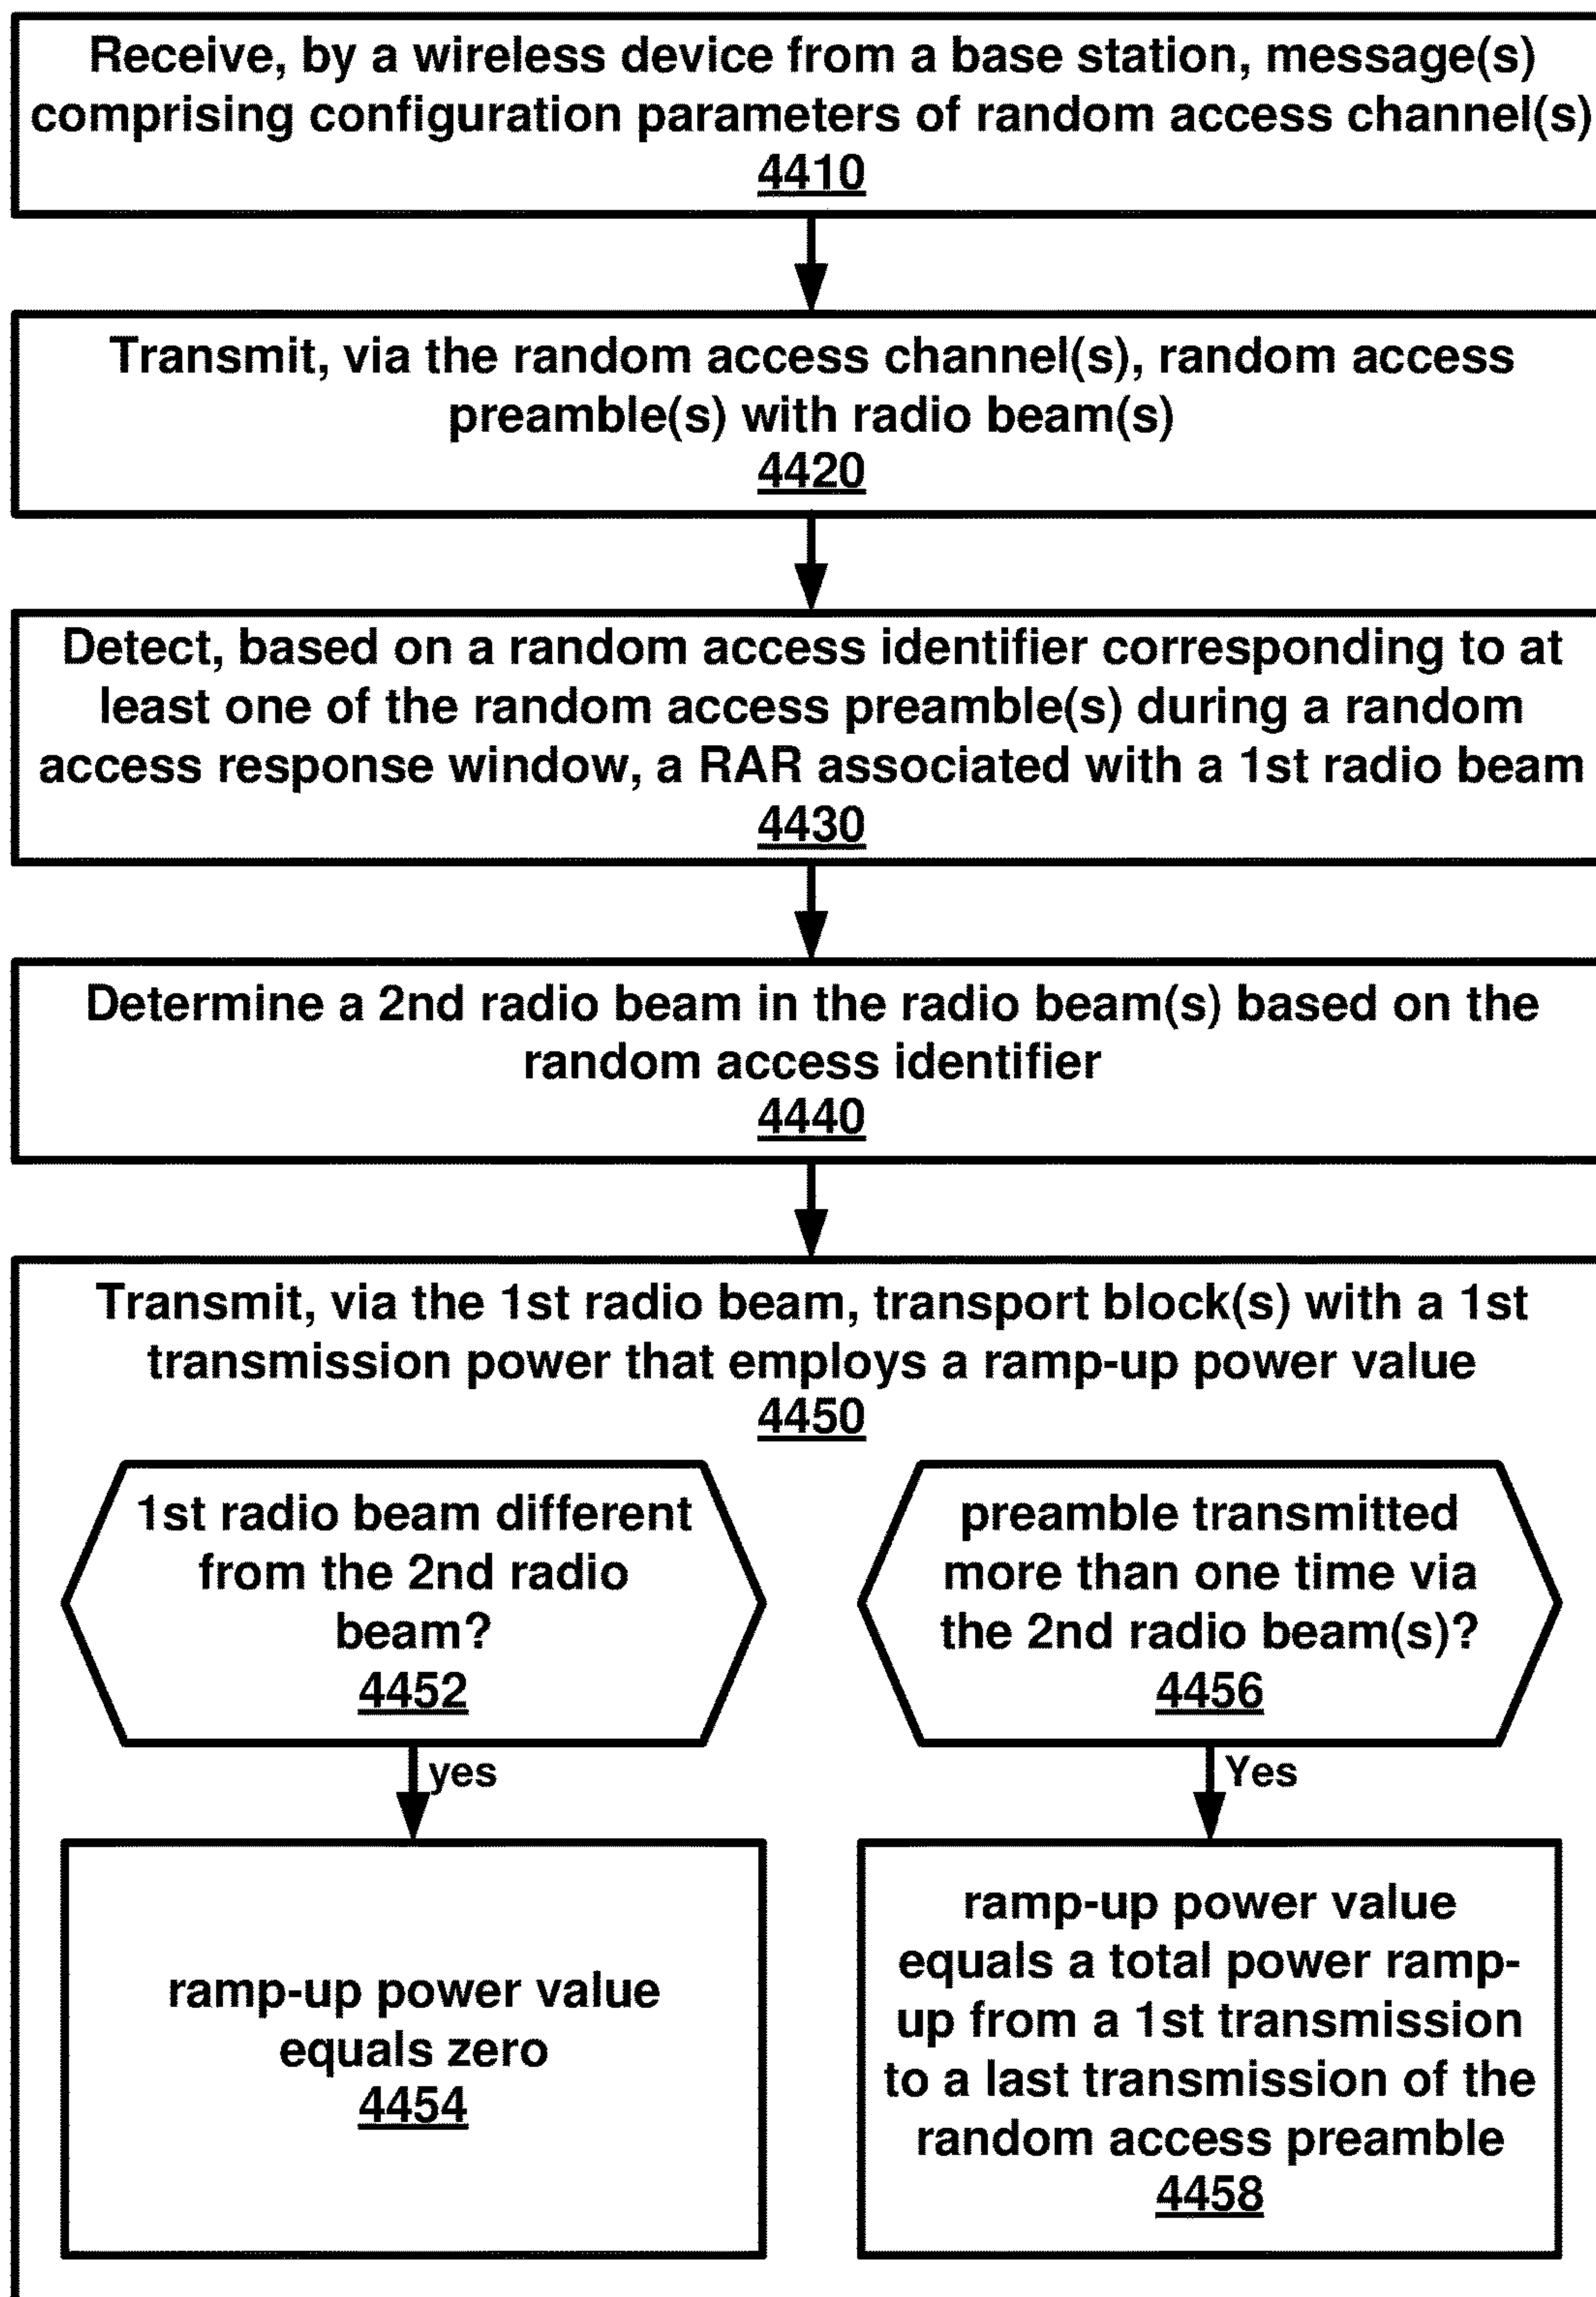 Receive, by a wireless device from a base station, message(s)
comprising configuration parameters of random access channel(s)
4410
Transmit, via the random access channel(s), random access
preamble(s) with radio beam(s)
4420
Detect, based on a random access identifier corresponding to at
least one of the random access preamble(s) during a random
access response window, a RAR associated with a 1st radio beam
4430
Determine a 2nd radio beam in the radio beam(s) based on the
random access identifier
4440
Transmit, via the 1st radio beam, transport block(s) with a 1st
transmission power that employs a ramp-up power value
4450
1st radio beam different
from the 2nd radio
beam?
4452
yes
ramp-up power value
equals zero
4454
preamble transmitted
more than one time via
the 2nd radio beam(s)?
4456
Yes
ramp-up power value
equals a total power ramp-
up from a 1st transmission
to a last transmission of the
random access preamble
4458